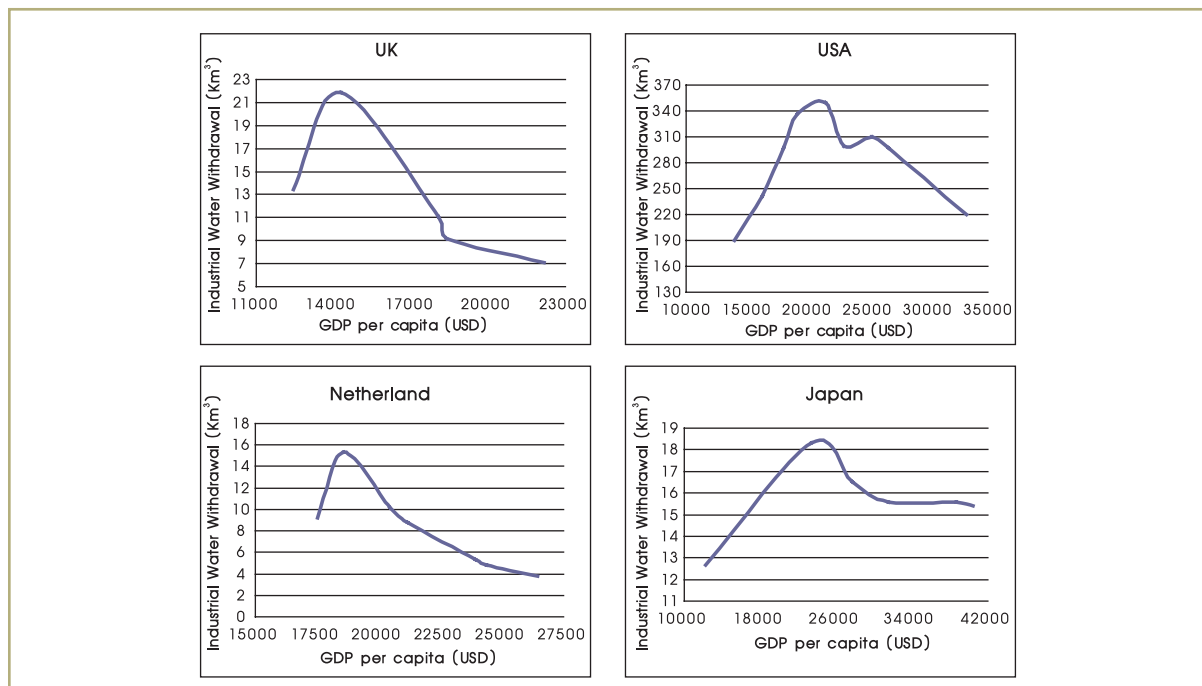 UK
Industrial Water Withdrawal (Km³)
23
21
19
17
15
13
11
9
7
5
11000 14000 17000 20000 23000
GDP per capita (USD)
USA
Industrial Water Withdrawal (Km³)
370
340
310
280
250
220
190
160
130
10000 15000 20000 25000 30000 35000
GDP per capita (USD)
Netherland
Industrial Water Withdrawal (Km³)
18
16
14
12
10
8
6
4
2
0
15000 17500 20000 22500 25000 27500
GDP per capita (USD)
Japan
Industrial Water Withdrawal (Km³)
19
18
17
16
15
14
13
12
11
10000 18000 26000 34000 42000
GDP per capita (USD)